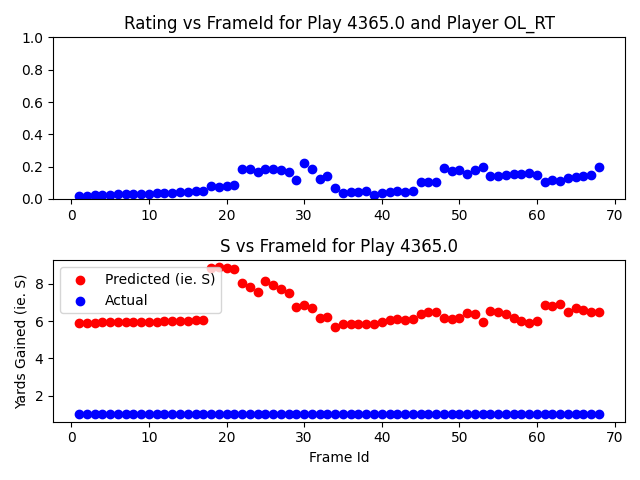 Rating vs FrameId for Play 4365.0 and Player OL_RT
1.0
0.8
0.6
0.4
0.2
0.0
0 10 20 30 40 50 60 70
S vs FrameId for Play 4365.0
Predicted (ie. S)
Actual
Yards Gained (ie. S)
8
6
4
2
0 10 20 30 40 50 60 70
Frame Id